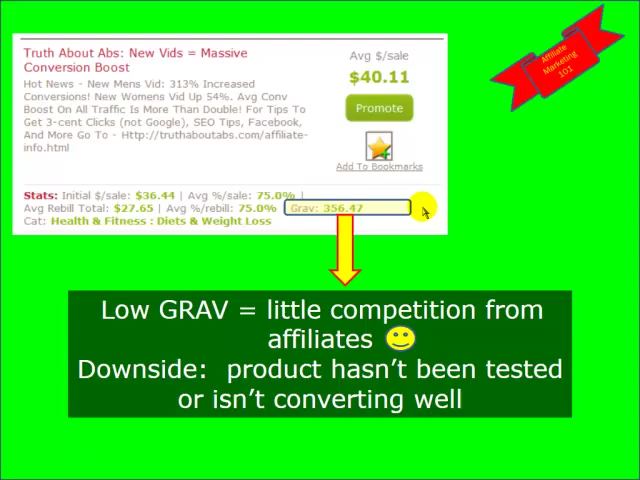 Truth About Abs: New Vids = Massive
Conversion Boost
Hot News - New Mens Vid: 313% Increased
Conversions! New Womens Vid Up 54%. Avg Conv
Boost On All Traffic Is More Than Double! For Tips To
Get 3-cent Clicks (not Google), SEO Tips, Facebook,
And More Go To - Http://truthaboutabs.com/affiliate-
info.html
Avg $/sale
$40.11
Promote
Add To Bookmarks
Affiliate
Marketing
101
Stats: Initial $/sale: $36.44 | Avg %/sale: 75.0% |
Avg Rebill Total: $27.65 | Avg %/rebill: 75.0% Grav: 356.47
Cat: Health & Fitness : Diets & Weight Loss
Low GRAV = little competition from
affiliates
Downside: product hasn't been tested
or isn't converting well